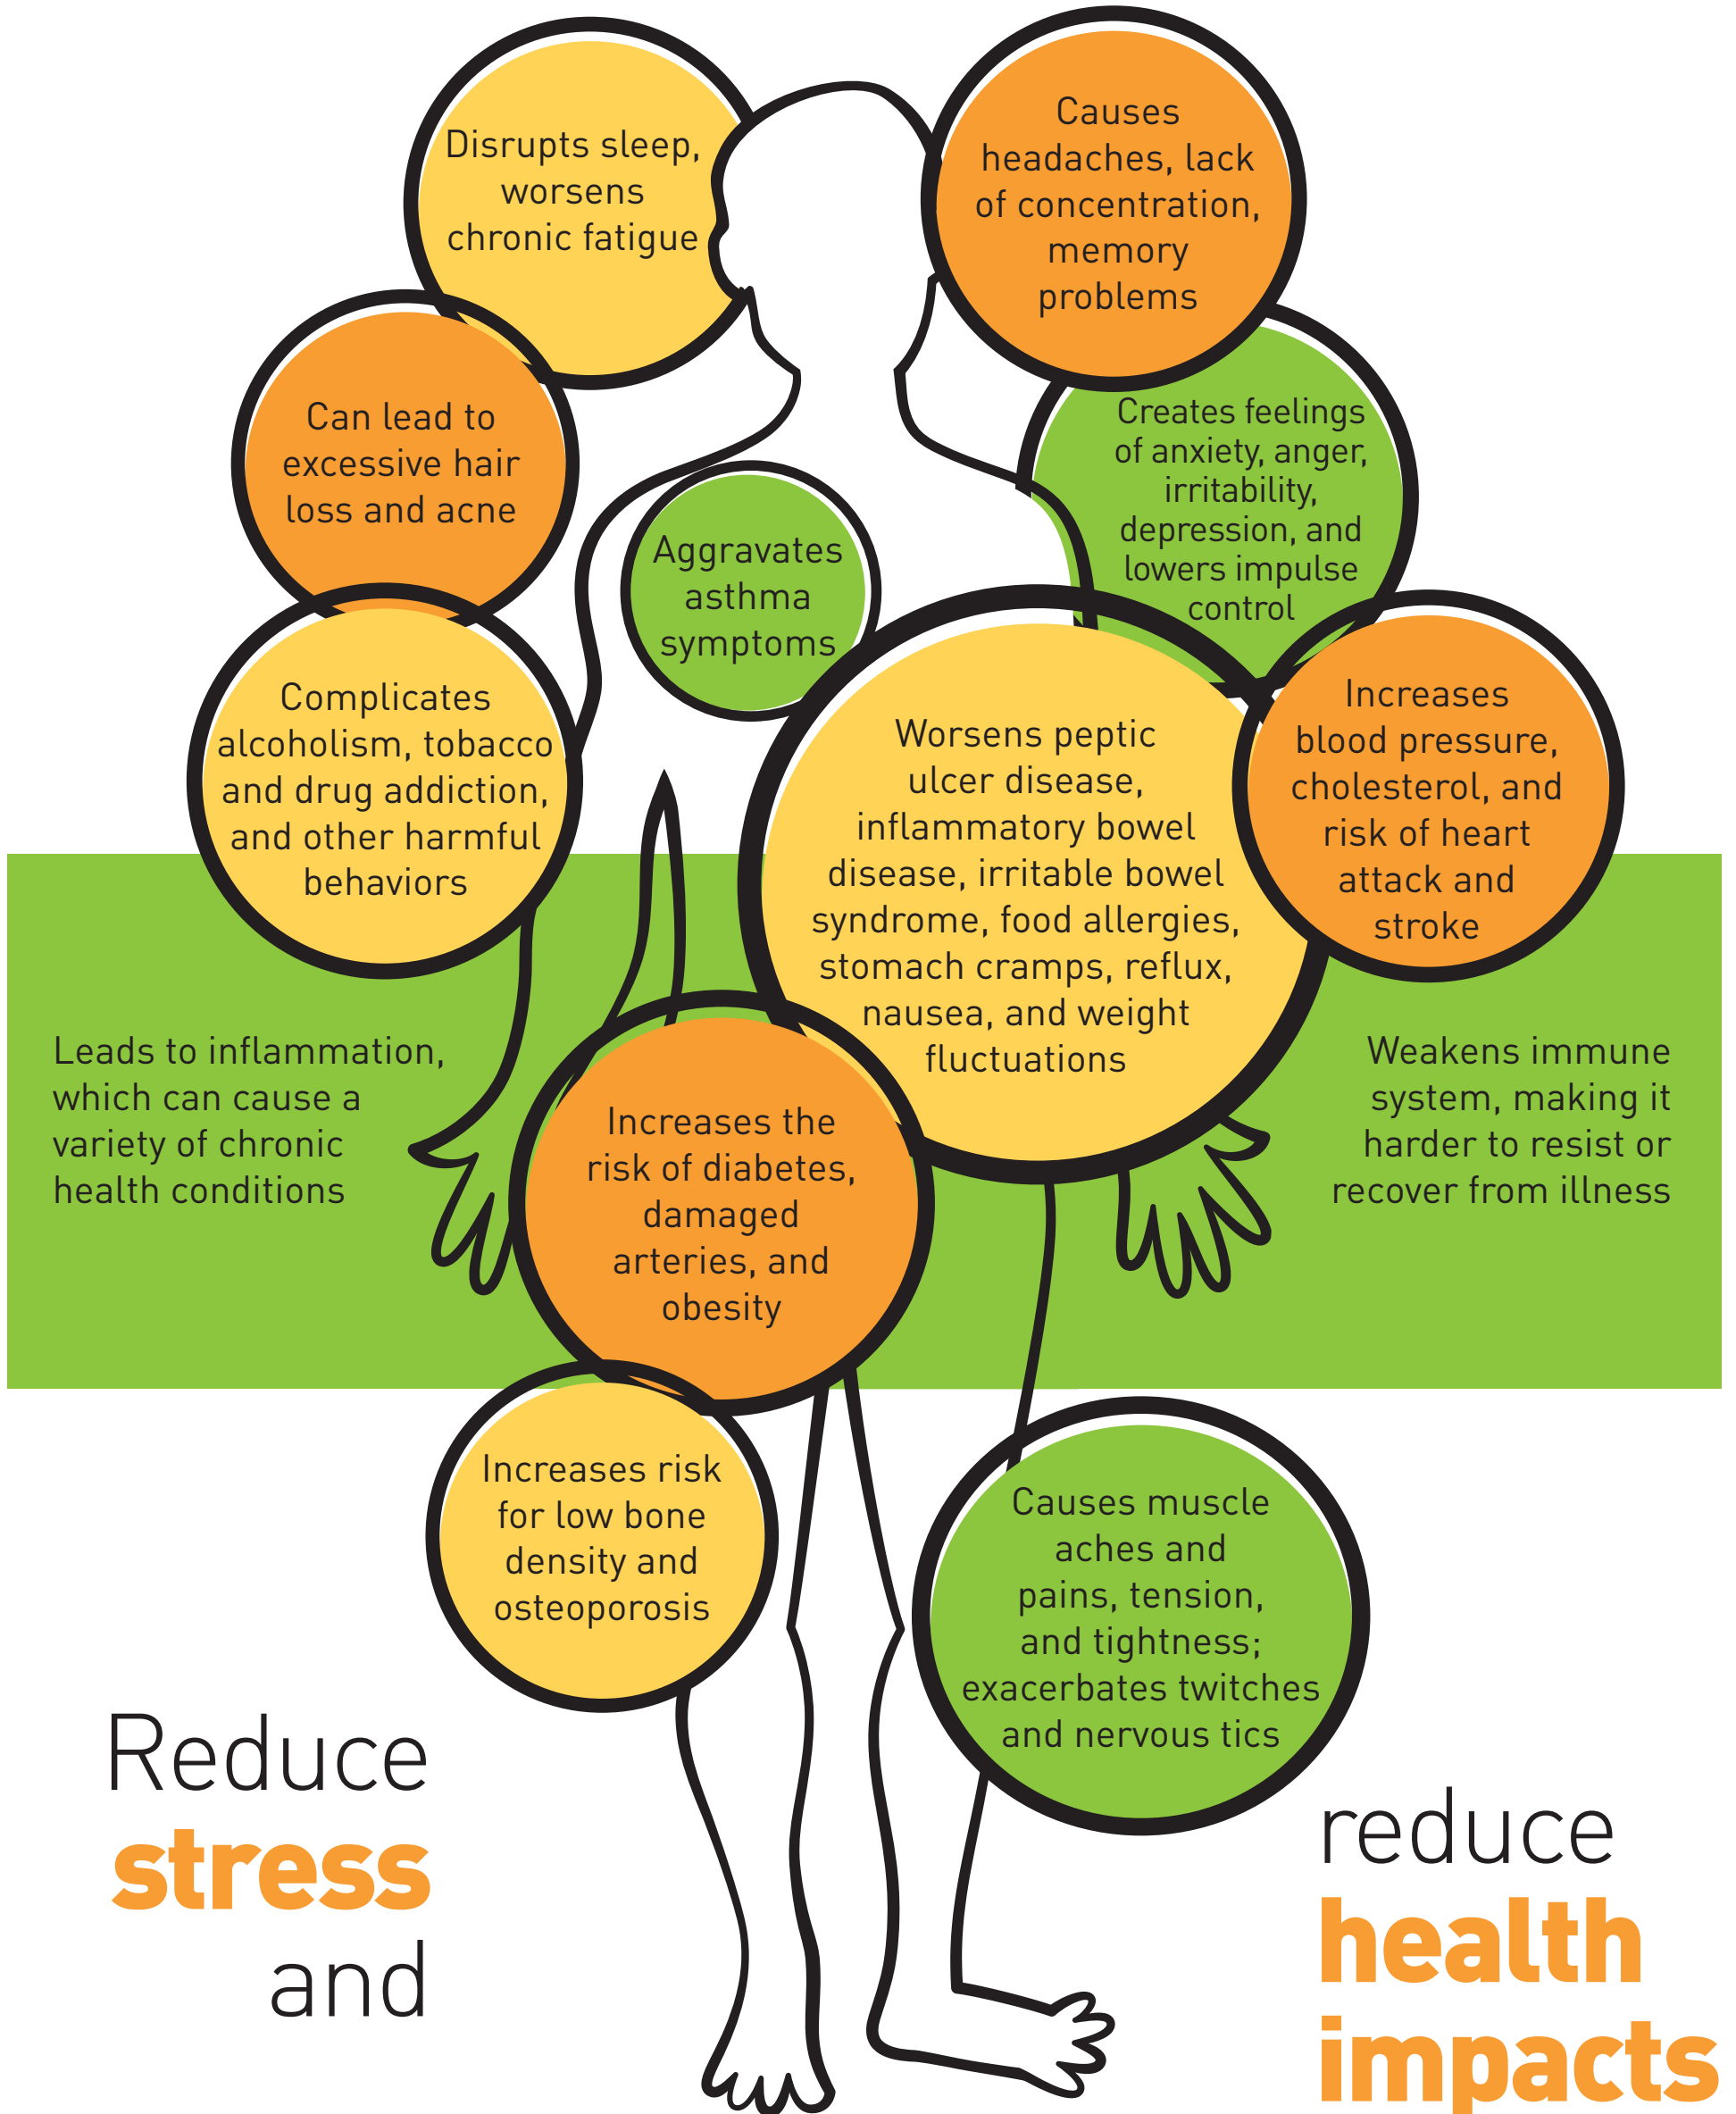 Disrupts sleep,
worsens
chronic fatigue
Causes
headaches, lack
of concentration,
memory
problems
Can lead to
excessive hair
loss and acne
Creates feelings
of anxiety, anger,
irritability,
depression, and
lowers impulse
control
Aggravates
asthma
symptoms
Complicates
alcoholism, tobacco
and drug addiction,
and other harmful
behaviors
Worsens peptic
ulcer disease,
inflammatory bowel
disease, irritable bowel
syndrome, food allergies,
stomach cramps, reflux,
nausea, and weight
fluctuations
Increases
blood pressure,
cholesterol, and
risk of heart
attack and
stroke
Leads to inflammation,
which can cause a
variety of chronic
health conditions
Weakens immune
system, making it
harder to resist or
recover from illness
Increases the
risk of diabetes,
damaged
arteries, and
obesity
Increases risk
for low bone
density and
osteoporosis
Causes muscle
aches and
pains, tension,
and tightness;
exacerbates twitches
and nervous tics
Reduce
stress
and
reduce
health
impacts